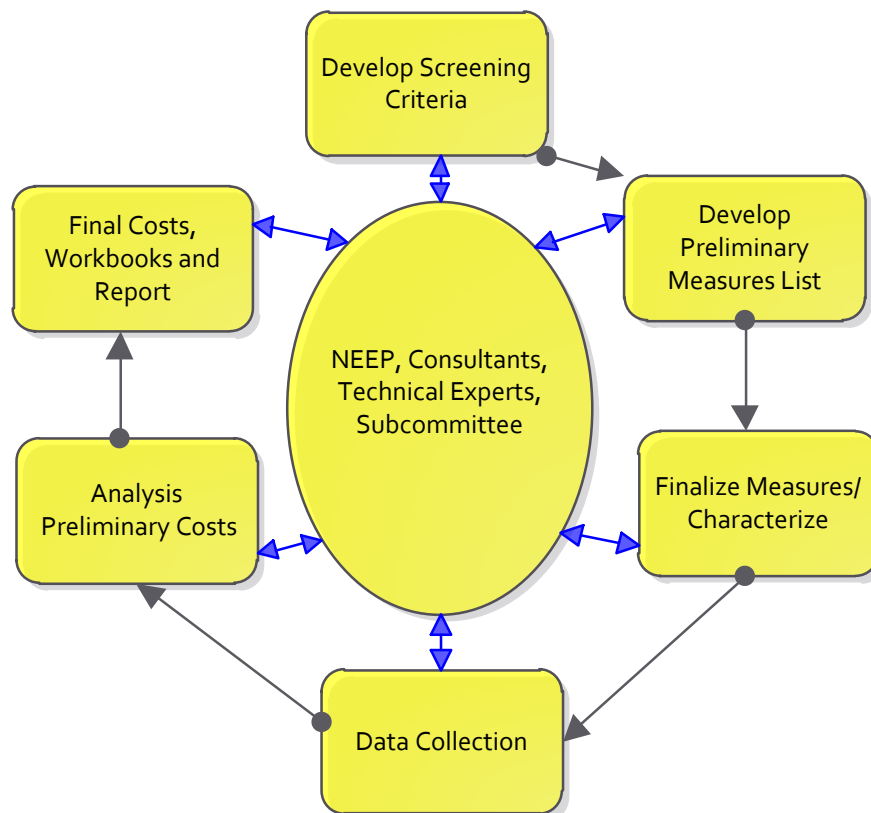 Develop Screening
Criteria
Develop
Preliminary
Measures List
Final Costs,
Workbooks and
Report
NEEP, Consultants,
Technical Experts,
Subcommittee
Finalize Measures/
Characterize
Analysis
Preliminary Costs
Data Collection